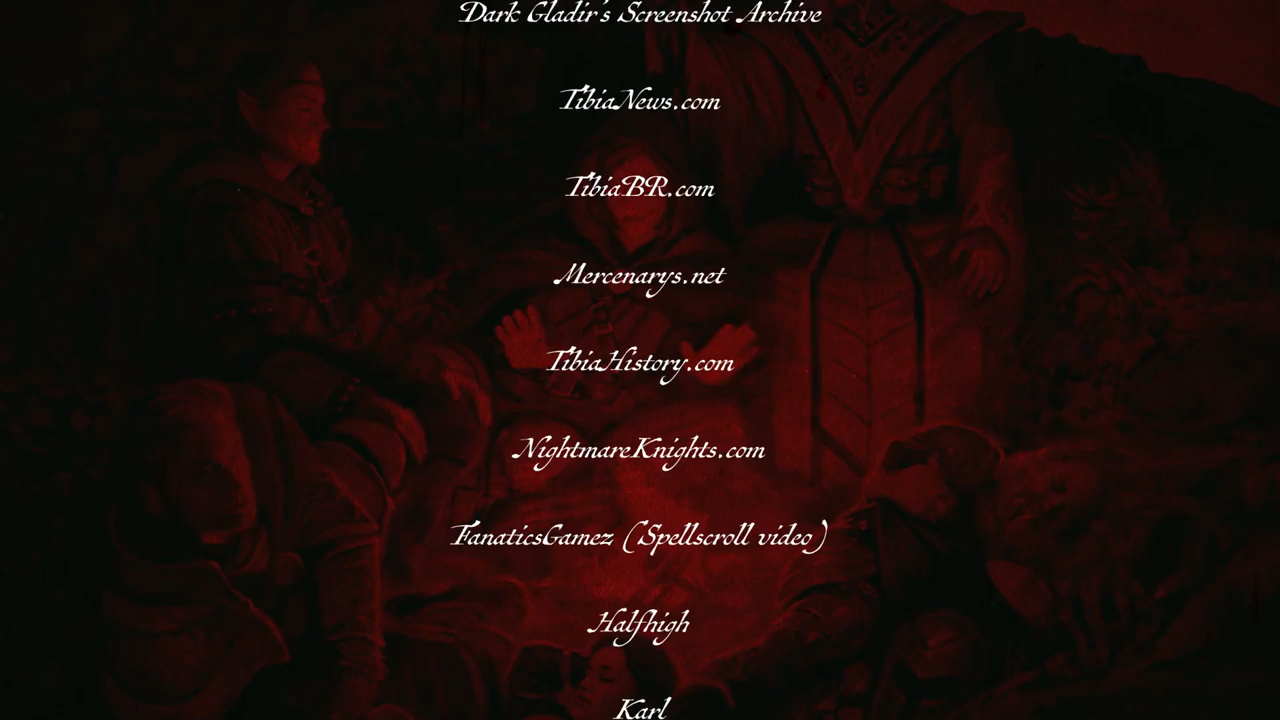 Dark Gladir's Screenshot Archive
TibiaNews.com
TibiaBR.com
Mercenarys.net
TibiaHistory.com
NightmareKnights.com
FanaticsGamez (Spellscroll video)
Halfhigh
Karl